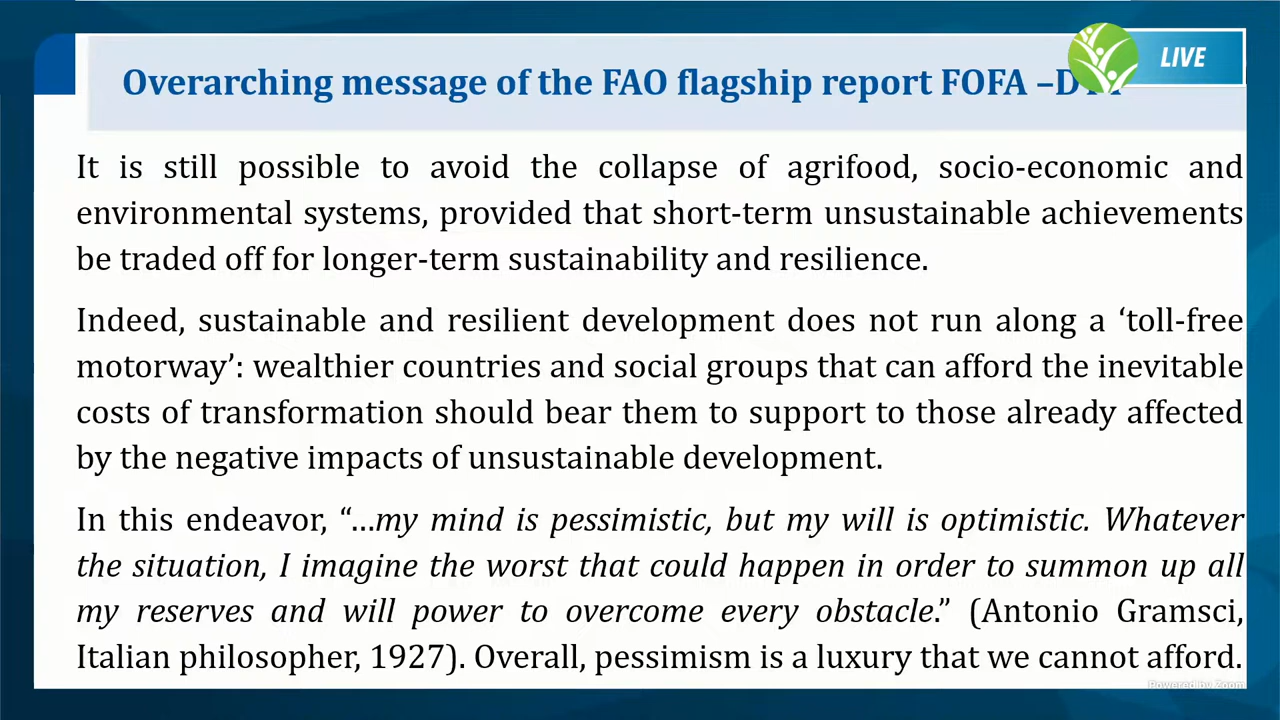 Overarching message of the FAO flagship report FOFA –D
LIVE
It is still possible to avoid the collapse of agrifood, socio-economic and
environmental systems, provided that short-term unsustainable achievements
be traded off for longer-term sustainability and resilience.
Indeed, sustainable and resilient development does not run along a ‘toll-free
motorway’: wealthier countries and social groups that can afford the inevitable
costs of transformation should bear them to support to those already affected
by the negative impacts of unsustainable development.
In this endeavor, “…my mind is pessimistic, but my will is optimistic. Whatever
the situation, I imagine the worst that could happen in order to summon up all
my reserves and will power to overcome every obstacle.” (Antonio Gramsci,
Italian philosopher, 1927). Overall, pessimism is a luxury that we cannot afford.
Powered by Zoom